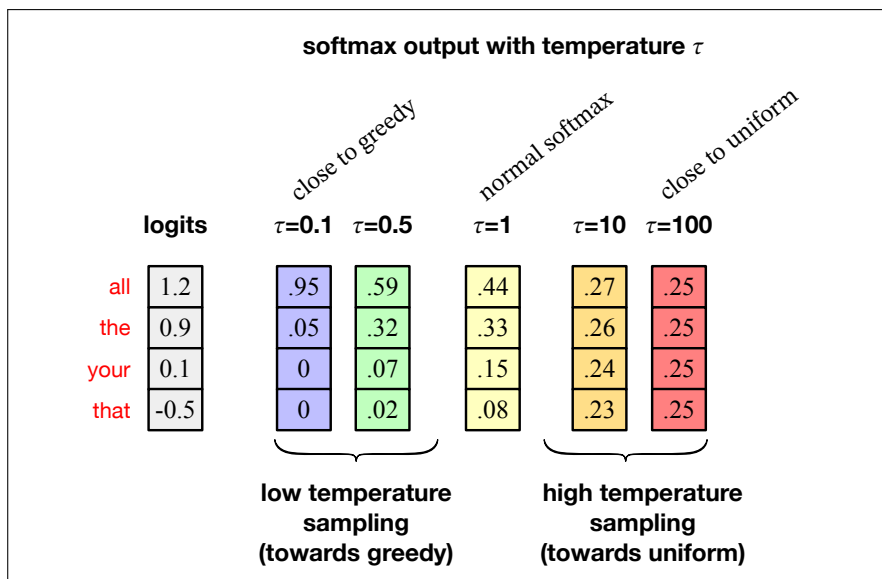 softmax output with temperature τ
close to greedy
normal softmax
close to uniform
logits τ=0.1 τ=0.5 τ=1 τ=10 τ=100
all 1.2 .95 .59 .44 .27 .25
the 0.9 .05 .32 .33 .26 .25
your 0.1 0 .07 .15 .24 .25
that -0.5 0 .02 .08 .23 .25
low temperature
sampling
(towards greedy)
high temperature
sampling
(towards uniform)